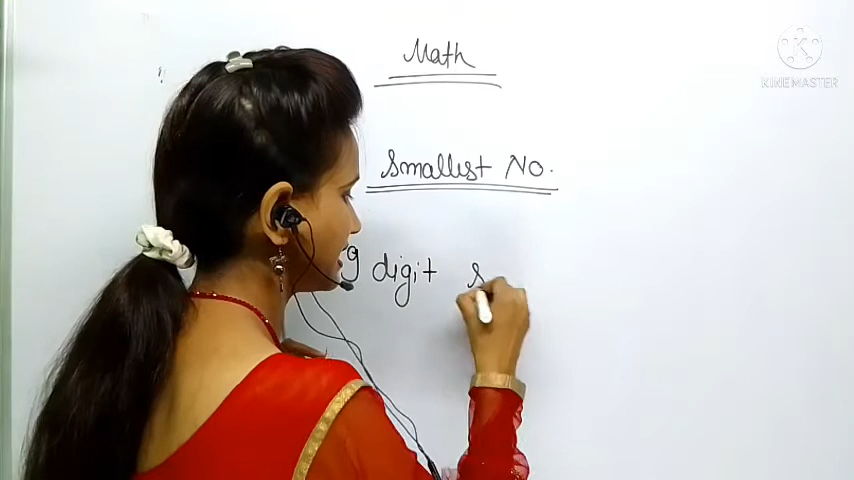 Math
Smallest No.
9 digit s
K
KINEMASTER